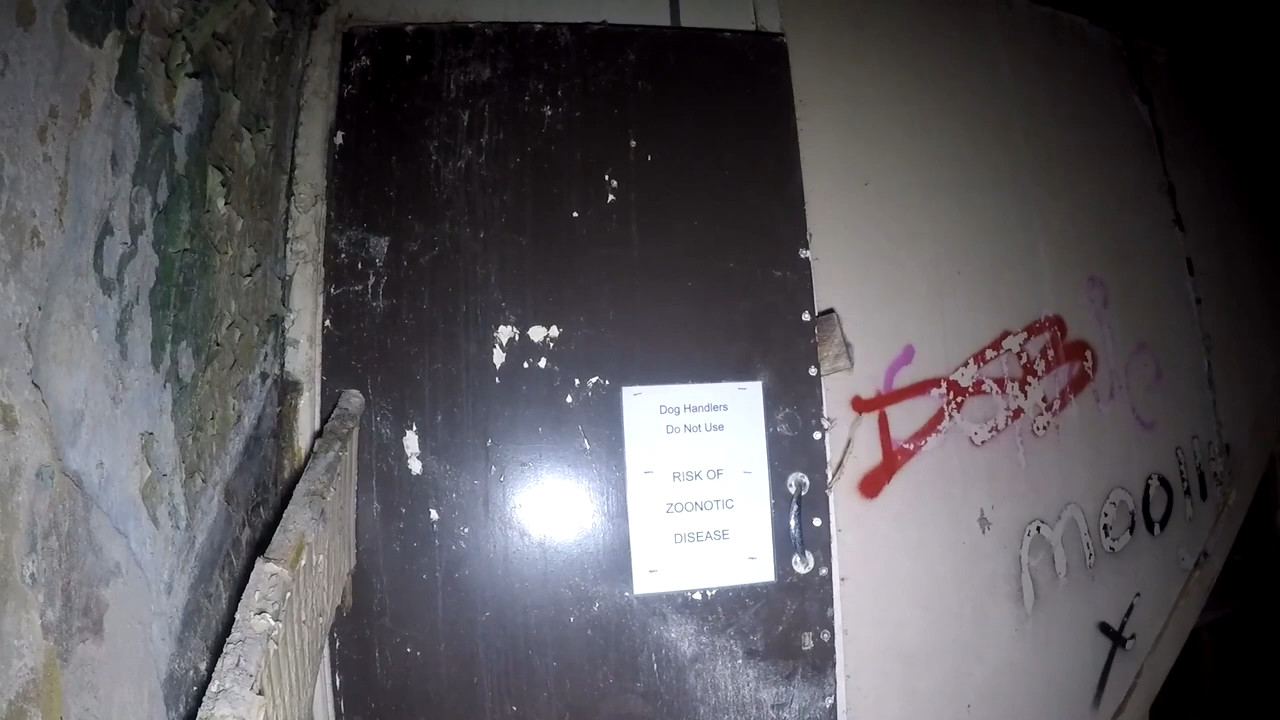 Dog Handlers
Do Not Use
RISK OF
ZOONOTIC
DISEASE